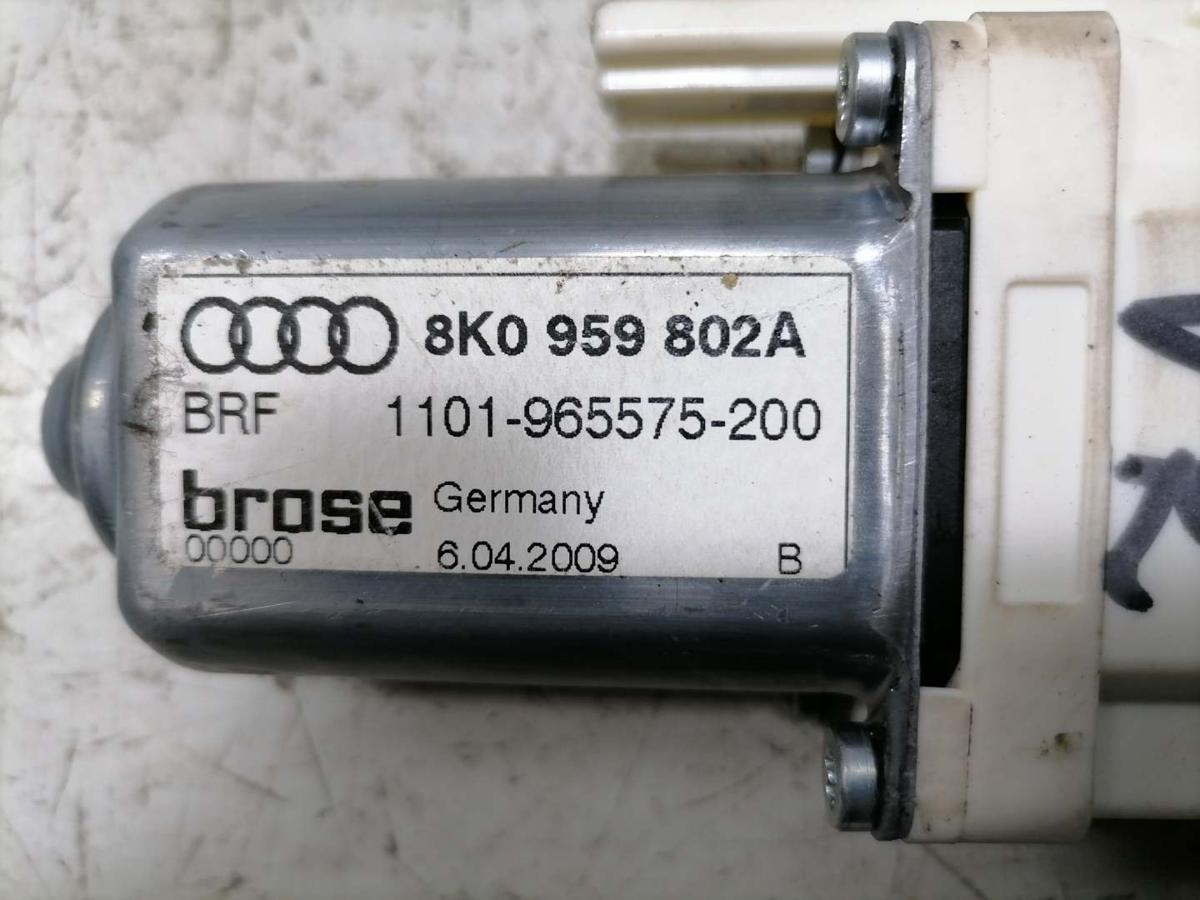 8K0 959 802A
BRF 1101-965575-200
brose Germany
00000 6.04.2009 B